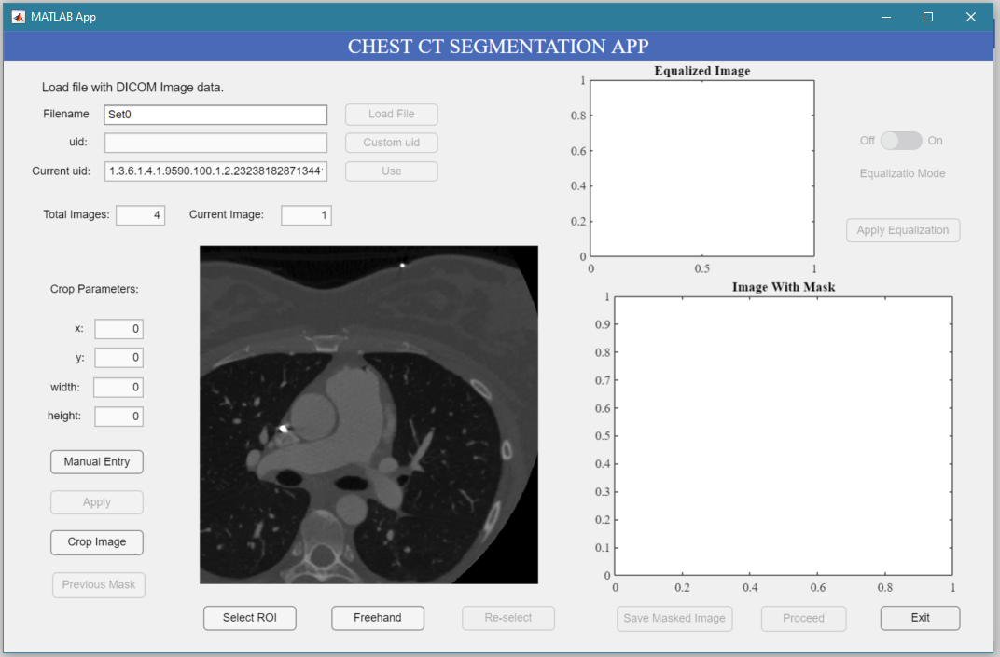 MATLAB App
CHEST CT SEGMENTATION APP
Load file with DICOM Image data.
Filename Set0 Load File
uid: Custom uid
Current uid: 1.3.6.1.4.1.9590.100.1.2.23238182871344 Use
Total Images: 4 Current Image: 1
Crop Parameters:
x: 0
y: 0
width: 0
height: 0
Manual Entry
Apply
Crop Image
Previous Mask
Select ROI Freehand Re-select
Equalized Image
1
0.8
0.6
0.4
0.2
0
0 0.5 1
Off On
Equalizatio Mode
Apply Equalization
Image With Mask
1
0.9
0.8
0.7
0.6
0.5
0.4
0.3
0.2
0.1
0
0 0.2 0.4 0.6 0.8 1
Save Masked Image Proceed Exit